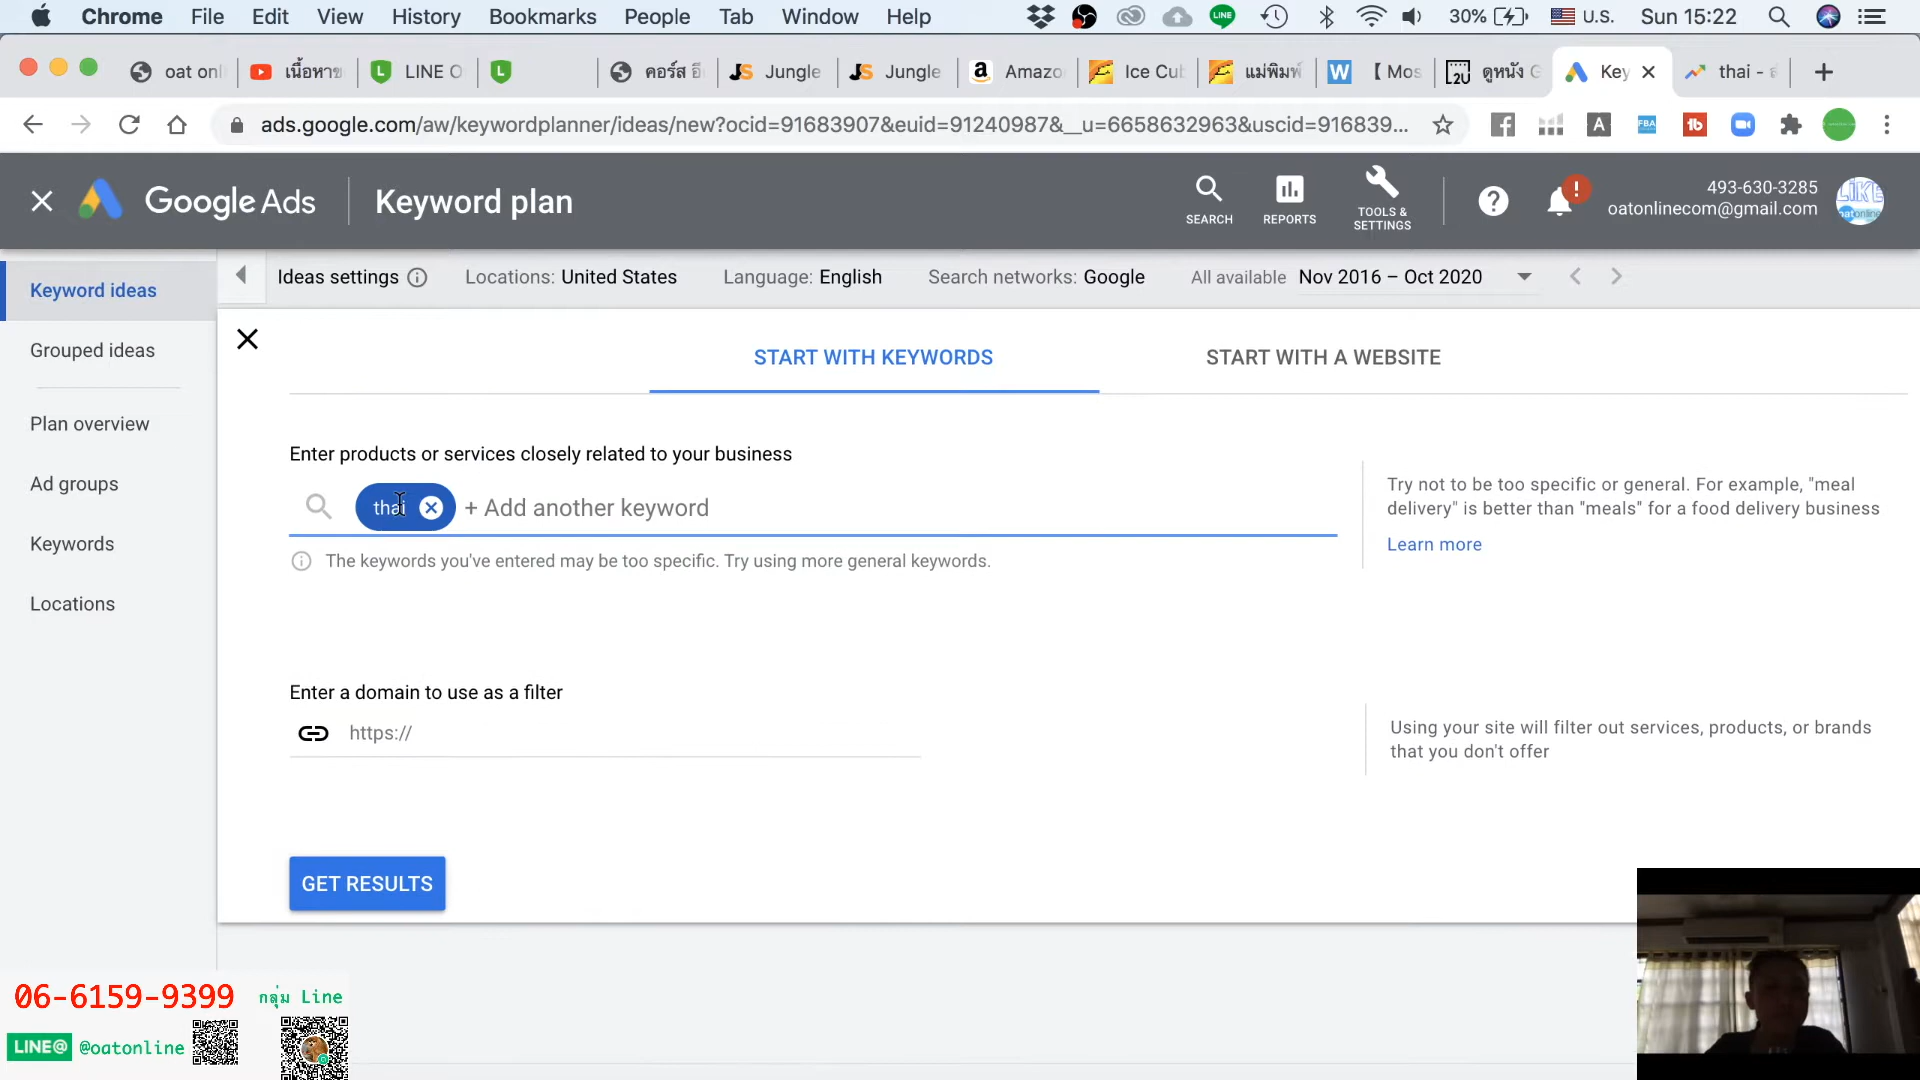 Chrome File Edit View History Bookmarks People Tab Window Help 30% U.S. Sun 15:22
oat onl เนื้อหาข LINE O คอร์ส อี Jungle Jungle Amazo Ice Cu แม่พิมพ์ 【 Mos ดูหนัง G Key thai -
ads.google.com/aw/keywordplanner/ideas/new?ocid=91683907&euid=91240987&__u=6658632963&uscid=916839...
Google Ads Keyword plan
SEARCH REPORTS TOOLS & SETTINGS
493-630-3285
oatonlinecom@gmail.com
Ideas settings Locations: United States Language: English Search networks: Google All available Nov 2016 – Oct 2020
Keyword ideas
Grouped ideas
Plan overview
Ad groups
Keywords
Locations
START WITH KEYWORDS START WITH A WEBSITE
Enter products or services closely related to your business
thai + Add another keyword
The keywords you've entered may be too specific. Try using more general keywords.
Try not to be too specific or general. For example, "meal
delivery" is better than "meals" for a food delivery business
Learn more
Enter a domain to use as a filter
https://
Using your site will filter out services, products, or brands
that you don't offer
GET RESULTS
06-6159-9399 กลุ่ม Line
LINE@ @oatonline